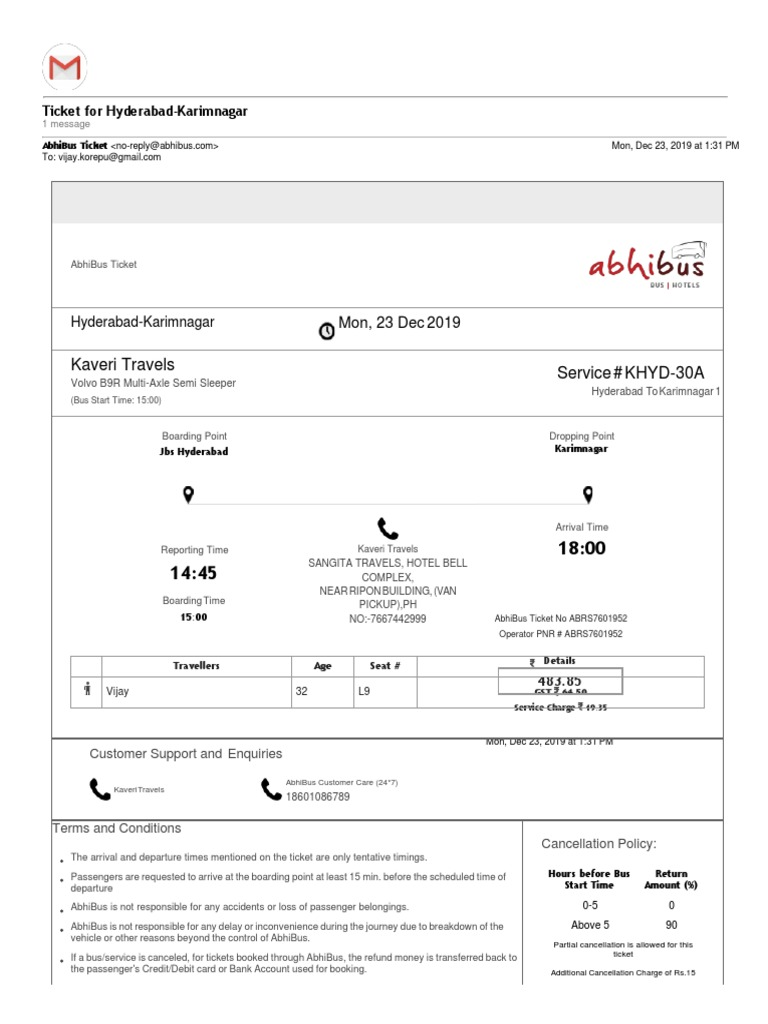 Ticket for Hyderabad-Karimnagar
1 message
AbhiBus Ticket <no-reply@abhibus.com> Mon, Dec 23, 2019 at 1:31 PM
To: vijay.korepu@gmail.com
AbhiBus Ticket
abhibus
BUS | HOTELS
Hyderabad-Karimnagar
Mon, 23 Dec 2019
Kaveri Travels
Volvo B9R Multi-Axle Semi Sleeper
(Bus Start Time: 15:00)
Service # KHYD-30A
Hyderabad To Karimnagar 1
Boarding Point
Jbs Hyderabad
Dropping Point
Karimnagar
Reporting Time
14:45
Boarding Time
15:00
Kaveri Travels
SANGITA TRAVELS, HOTEL BELL
COMPLEX,
NEAR RIPON BUILDING, (VAN
PICKUP),PH
NO:-7667442999
Arrival Time
18:00
AbhiBus Ticket No ABRS7601952
Operator PNR # ABRS7601952
Travellers Age Seat # ₹ Details
Vijay 32 L9
483.85
GST ₹ 64.50
Service Charge ₹ 19.35
Mon, Dec 23, 2019 at 1:31 PM
Customer Support and Enquiries
Kaveri Travels
AbhiBus Customer Care (24*7)
18601086789
Terms and Conditions
• The arrival and departure times mentioned on the ticket are only tentative timings.
• Passengers are requested to arrive at the boarding point at least 15 min. before the scheduled time of
departure
• AbhiBus is not responsible for any accidents or loss of passenger belongings.
• AbhiBus is not responsible for any delay or inconvenience during the journey due to breakdown of the
vehicle or other reasons beyond the control of AbhiBus.
• If a bus/service is canceled, for tickets booked through AbhiBus, the refund money is transferred back to
the passenger's Credit/Debit card or Bank Account used for booking.
Cancellation Policy:
Hours before Bus Return
Start Time Amount (%)
0-5 0
Above 5 90
Partial cancellation is allowed for this
ticket
Additional Cancellation Charge of Rs.15